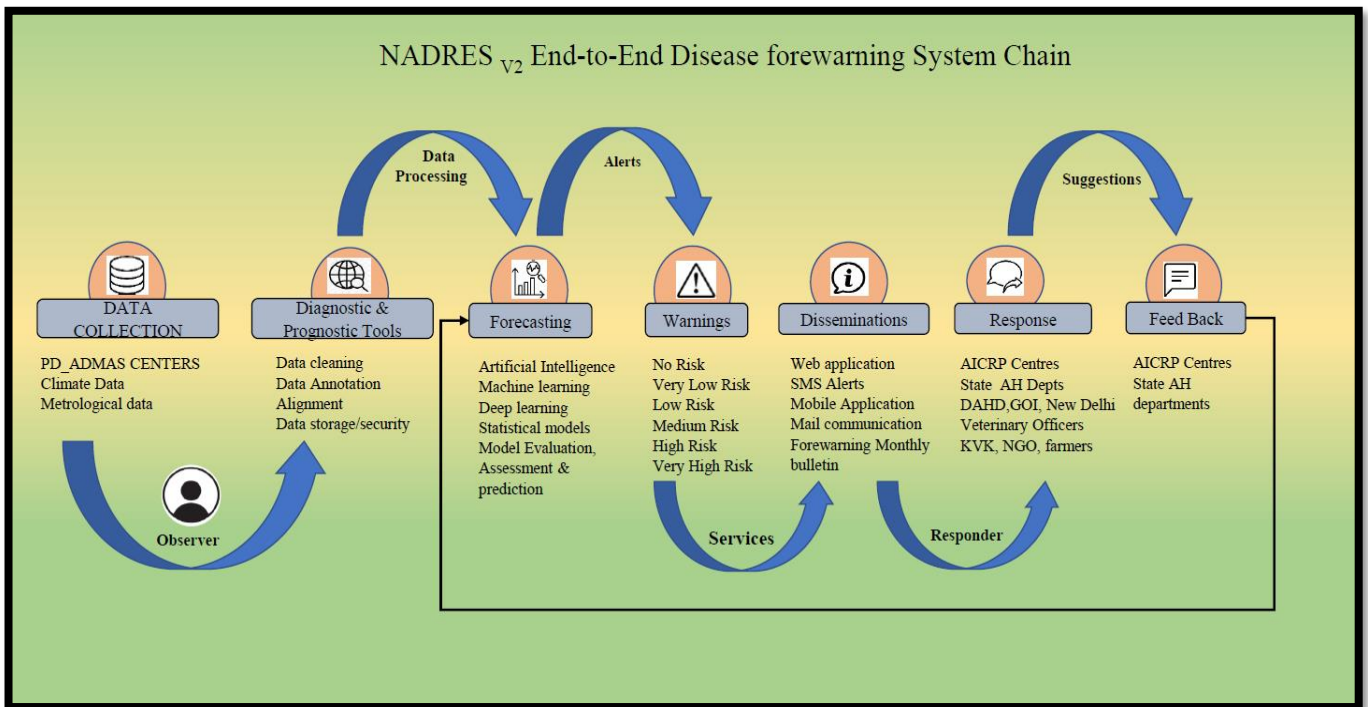 NADRES V2 End-to-End Disease forewarning System Chain
Data
Processing
Alerts
Suggestions
DATA
COLLECTION
PD_ADMAS CENTERS
Climate Data
Metrological data
Observer
Diagnostic &
Prognostic Tools
Data cleaning
Data Annotation
Alignment
Data storage/security
Forecasting
Artificial Intelligence
Machine learning
Deep learning
Statistical models
Model Evaluation,
Assessment &
prediction
Warnings
No Risk
Very Low Risk
Low Risk
Medium Risk
High Risk
Very High Risk
Services
Disseminations
Web application
SMS Alerts
Mobile Application
Mail communication
Forewarning Monthly
bulletin
Responder
Response
AICRP Centres
State AH Depts
DAHD,GOI, New Delhi
Veterinary Officers
KVK, NGO, farmers
Feed Back
AICRP Centres
State AH
departments